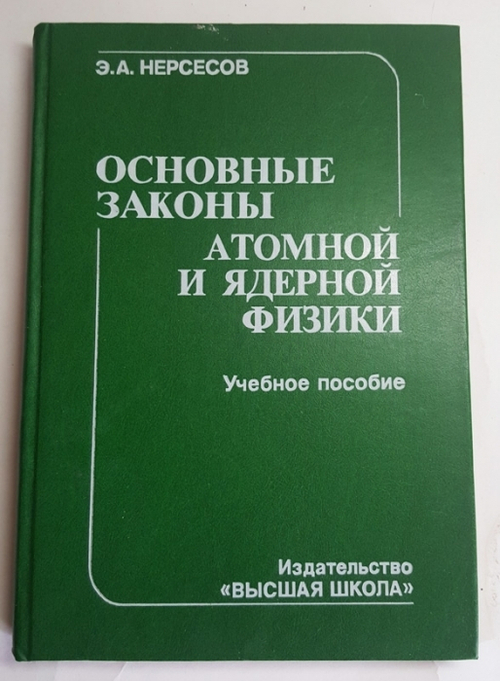 Э.А. НЕРСЕСОВ
ОСНОВНЫЕ
ЗАКОНЫ
АТОМНОЙ
И ЯДЕРНОЙ
ФИЗИКИ
Учебное пособие
Издательство
«ВЫСШАЯ ШКОЛА»